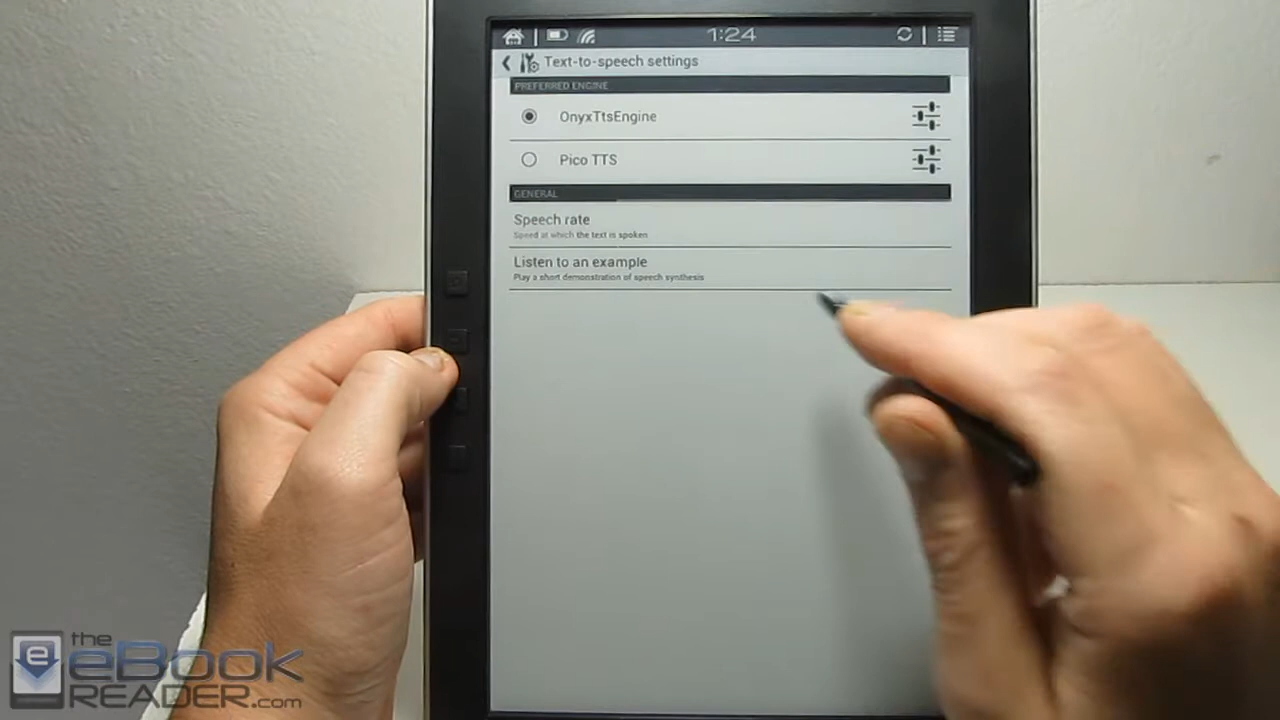 1:24
Text-to-speech settings
PREFERRED ENGINE
OnyxTtsEngine
Pico TTS
GENERAL
Speech rate
Speed at which the text is spoken
Listen to an example
Play a short demonstration of speech synthesis
the
eBook
READER.com